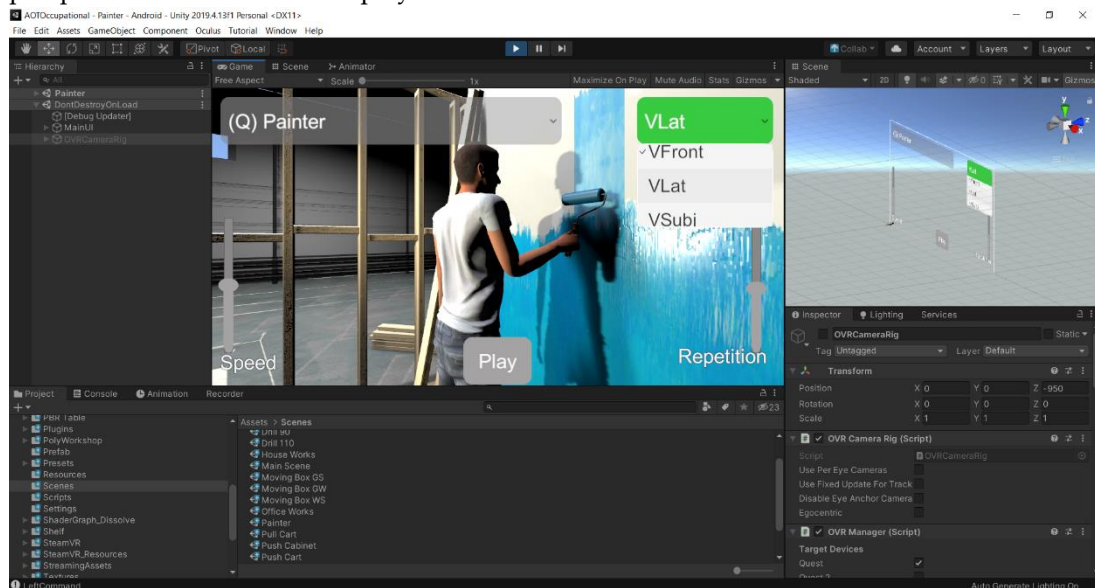 AOTOccupational - Painter - Android - Unity 2019.4.13f1 Personal <DX11>
File Edit Assets GameObject Component Oculus Tutorial Window Help
Pivot Local
Collab Account Layers Layout
Hierarchy
All
Painter
DontDestroyOnLoad
[Debug Updater]
MainUI
OVRCameraRig
Game Scene Animator
Free Aspect Scale 1x Maximize On Play Mute Audio Stats Gizmos
(Q) Painter
VLat
VFront
VLat
VSubi
Speed
Play
Repetition
Scene
Shaded 2D 0 Gizmos
y
z
x
Inspector Lighting Services
OVRCameraRig Static
Tag Untagged Layer Default
Transform
Position X 0 Y 0 Z -950
Rotation X 0 Y 0 Z 0
Scale X 1 Y 1 Z 1
OVR Camera Rig (Script)
Script OVRCameraRig
Use Per Eye Cameras
Use Fixed Update For Track
Disable Eye Anchor Camera
Egocentric
OVR Manager (Script)
Target Devices
Quest
Quest 2
Project Console Animation Recorder
23
PBR Table
Plugins
PolyWorkshop
Prefab
Presets
Resources
Scenes
Scripts
Settings
ShaderGraph_Dissolve
Shelf
SteamVR
SteamVR_Resources
StreamingAssets
Textures
Assets > Scenes
Drill 90
Drill 110
House Works
Main Scene
Moving Box GS
Moving Box GW
Moving Box WS
Office Works
Painter
Pull Cart
Push Cabinet
Push Cart
LeftCommand
Auto Generate Lighting On